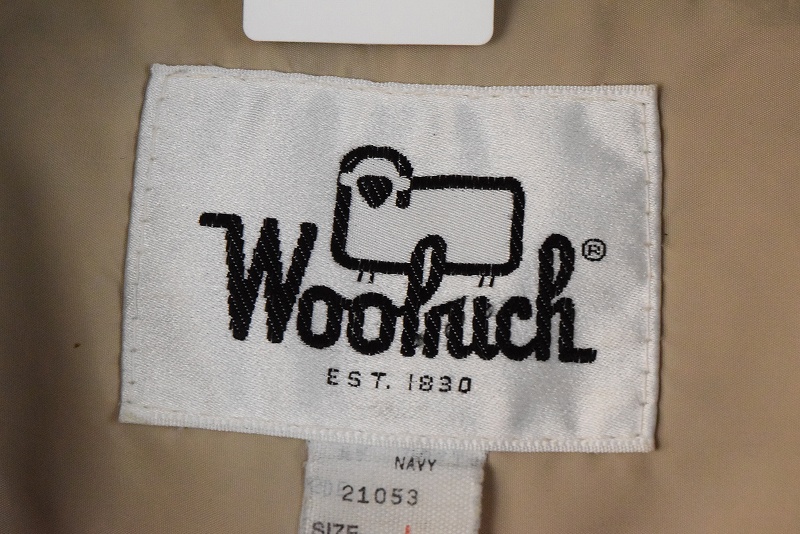 Woolrich®
EST. 1830
NAVY
21053
SIZE